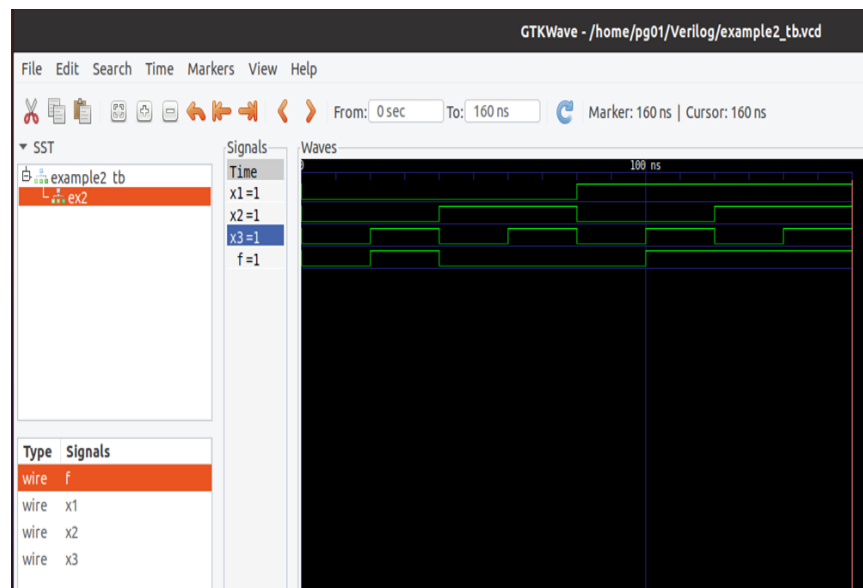 GTKWave - /home/pg01/Verilog/example2_tb.vcd
File Edit Search Time Markers View Help
From: 0 sec To: 160 ns Marker: 160 ns | Cursor: 160 ns
SST
example2_tb
ex2
Signals
Time
x1=1
x2=1
x3=1
f=1
Waves
0
100 ns
Type Signals
wire f
wire x1
wire x2
wire x3